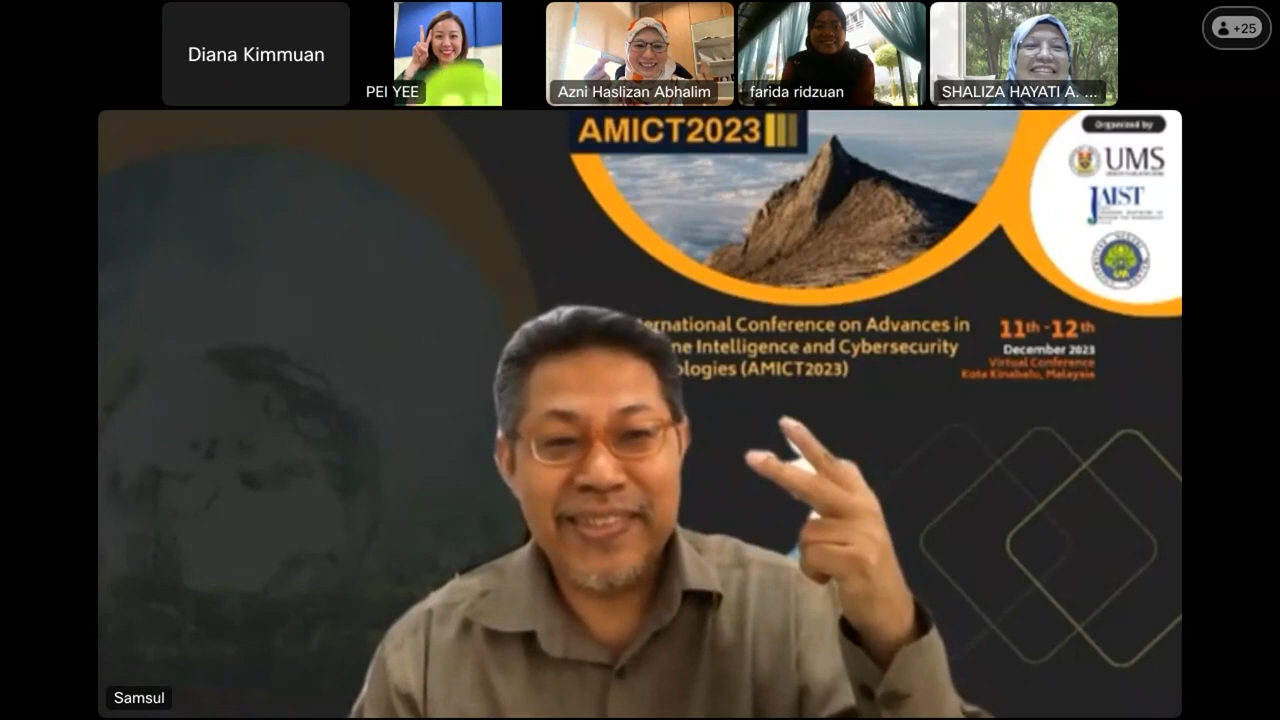 Diana Kimmuan
PEI YEE
Azni Haslizan Abhalim
farida ridzuan
SHALIZA HAYATI A. ...
+25
AMICT2023
Organized by
UMS
JAIST
ternational Conference on Advances in
ne Intelligence and Cybersecurity
ologies (AMICT2023)
11th - 12th
December 2023
Virtual Conference
Kota Kinabalu, Malaysia
Samsul